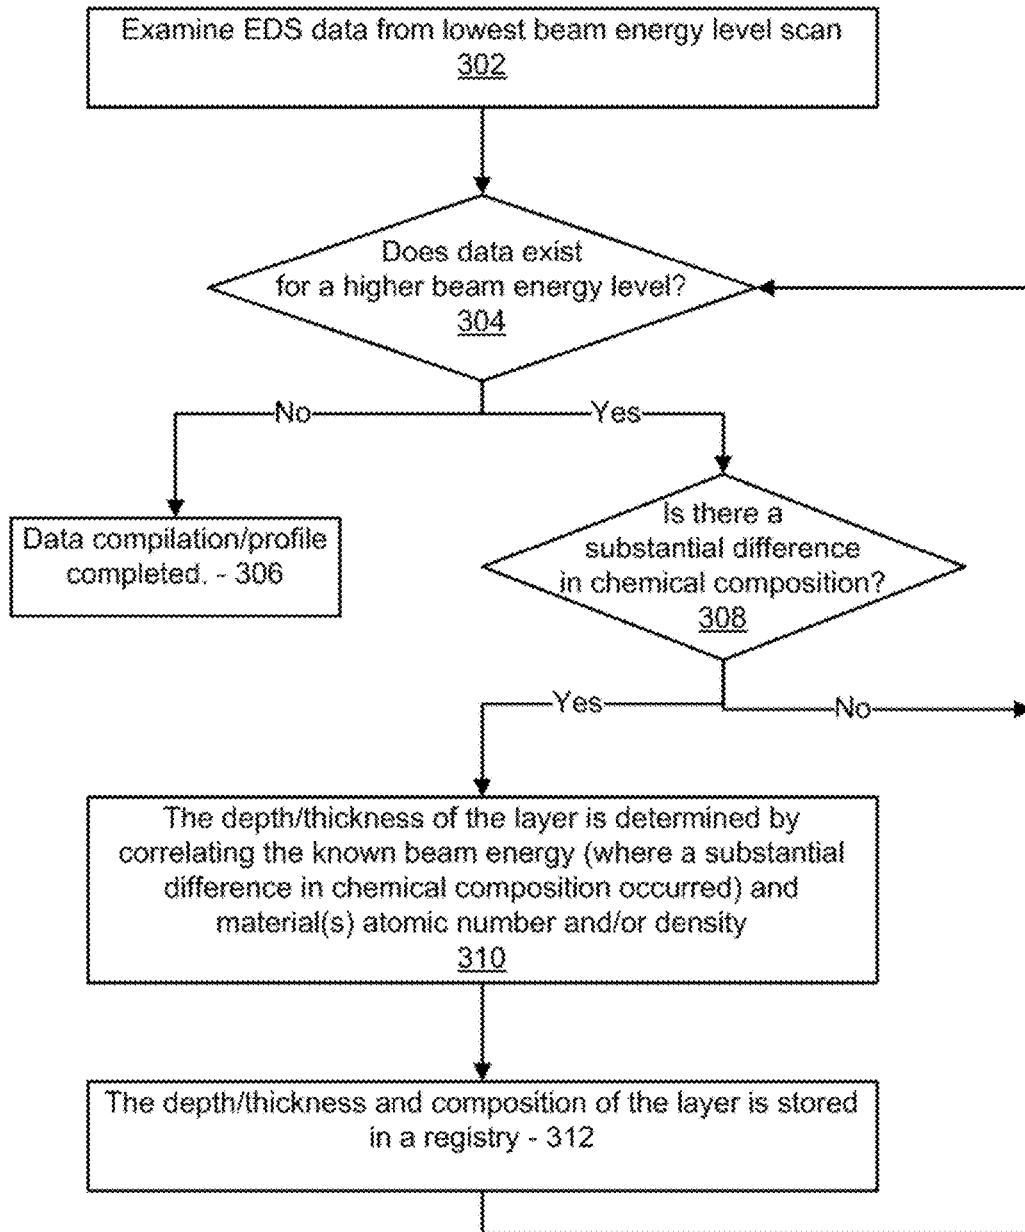 Examine EDS data from lowest beam energy level scan
302
Does data exist
for a higher beam energy level?
304
No
Yes
Data compilation/profile
completed. - 306
Is there a
substantial difference
in chemical composition?
308
Yes
No
The depth/thickness of the layer is determined by
correlating the known beam energy (where a substantial
difference in chemical composition occurred) and
material(s) atomic number and/or density
310
The depth/thickness and composition of the layer is stored
in a registry - 312